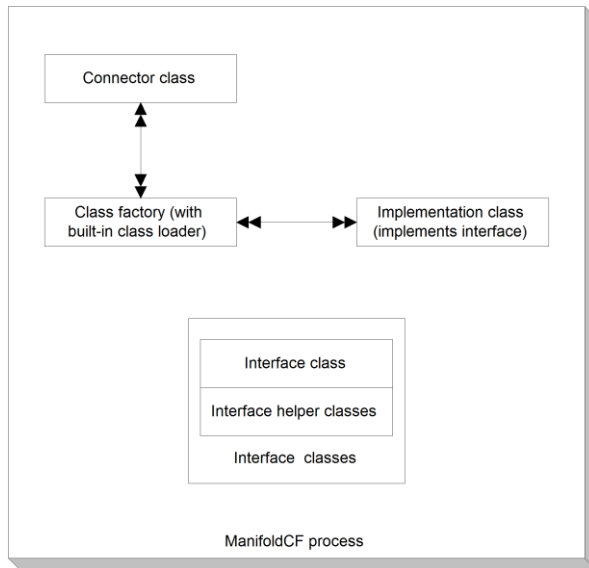 Connector class
Class factory (with
built-in class loader)
Implementation class
(implements interface)
Interface class
Interface helper classes
Interface classes
ManifoldCF process